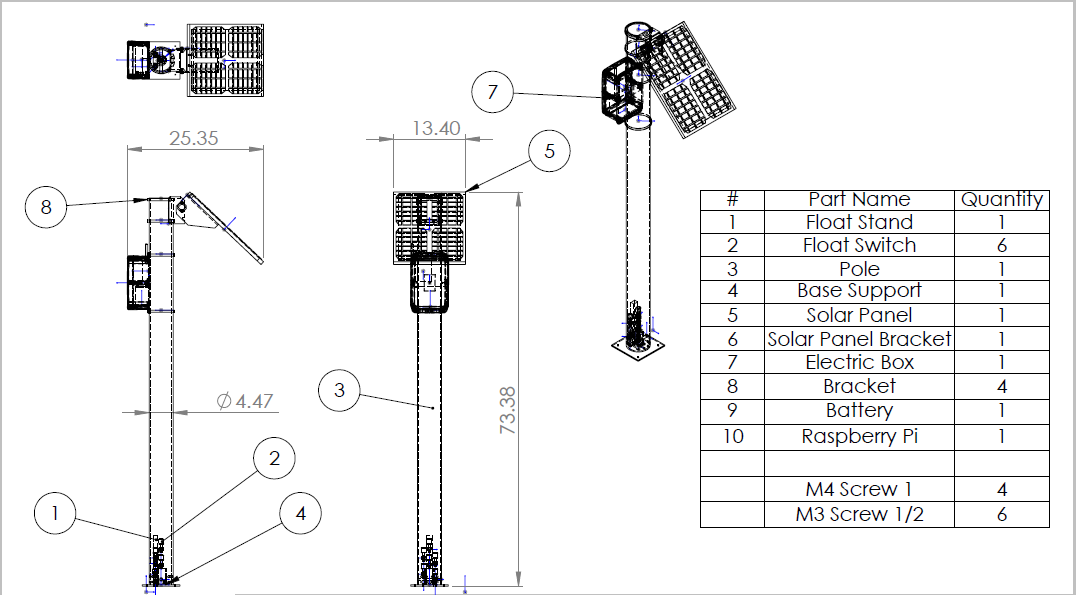 7
25.35
13.40
5
8
# Part Name Quantity
1 Float Stand 1
2 Float Switch 6
3 Pole 1
4 Base Support 1
5 Solar Panel 1
6 Solar Panel Bracket 1
7 Electric Box 1
8 Bracket 4
9 Battery 1
10 Raspberry Pi 1
M4 Screw 1 4
M3 Screw 1/2 6
3
∅4.47
73.38
2
1
4